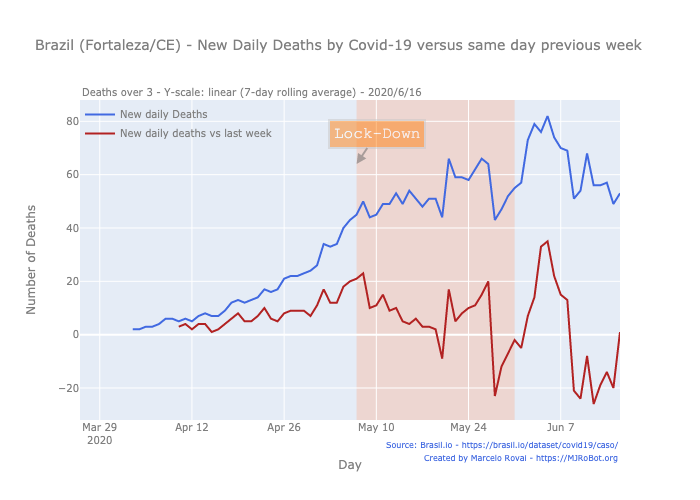 Brazil (Fortaleza/CE) - New Daily Deaths by Covid-19 versus same day previous week
Deaths over 3 - Y-scale: linear (7-day rolling average) - 2020/6/16
New daily Deaths
New daily deaths vs last week
Lock-Down
Number of Deaths
80
60
40
20
0
−20
Mar 29
2020
Apr 12
Apr 26
May 10
May 24
Jun 7
Day
Source: Brasil.io - https://brasil.io/dataset/covid19/caso/
Created by Marcelo Rovai - https://MJRoBot.org